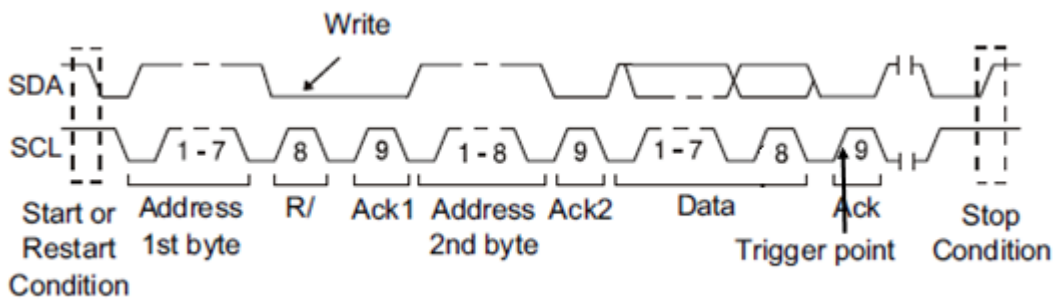 Write
SDA
SCL
1 - 7
8
9
1 - 8
9
1 - 7
8
9
Start or
Restart
Condition
Address
1st byte
R/
Ack1
Address
2nd byte
Ack2
Data
Ack
Trigger point
Stop
Condition